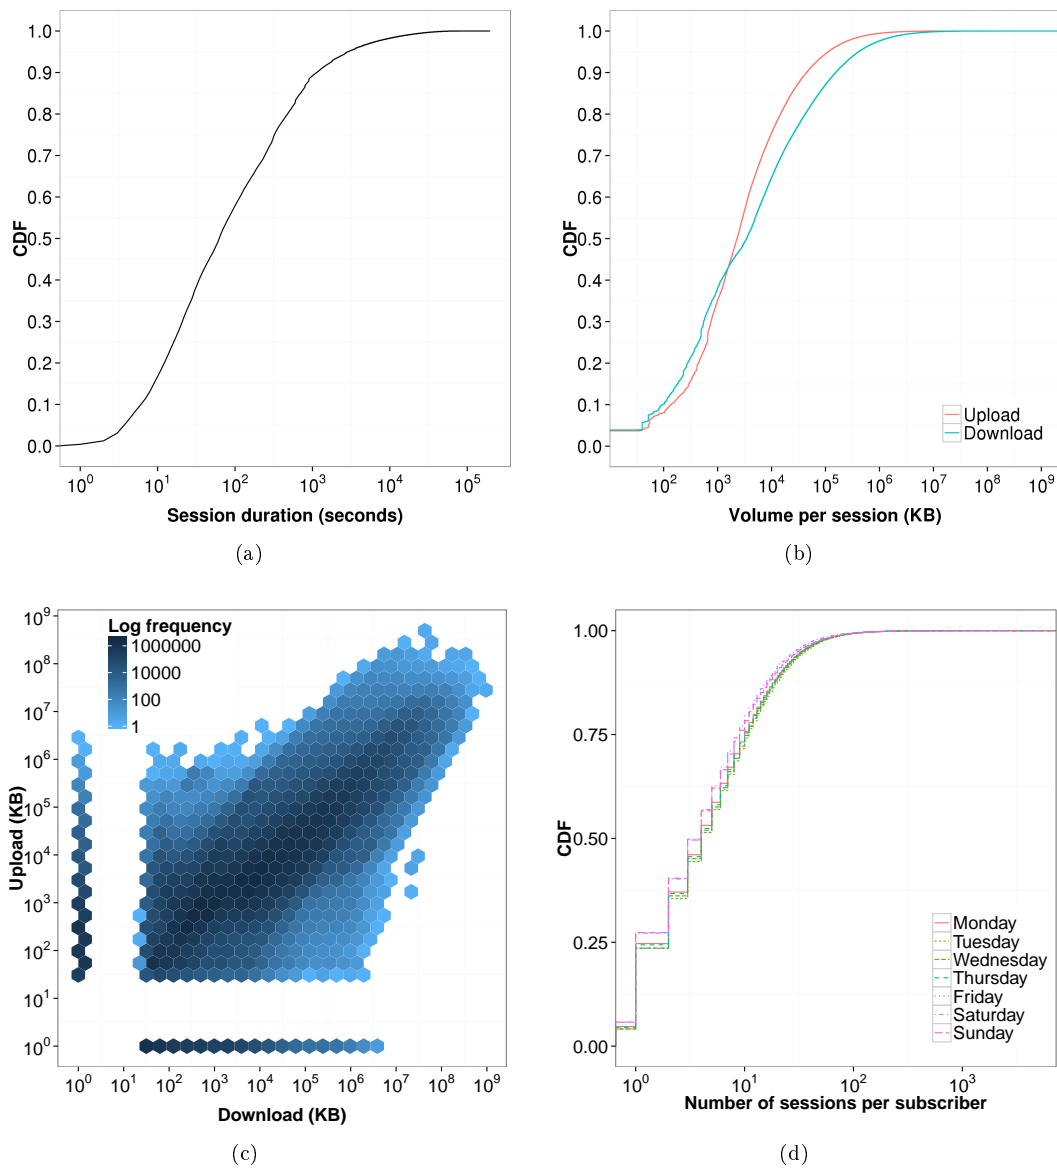 1.0
0.9
0.8
0.7
0.6
0.5
0.4
0.3
0.2
0.1
0.0
CDF
10^0 10^1 10^2 10^3 10^4 10^5
Session duration (seconds)
(a)
1.0
0.9
0.8
0.7
0.6
0.5
0.4
0.3
0.2
0.1
0.0
CDF
Upload
Download
10^2 10^3 10^4 10^5 10^6 10^7 10^8 10^9
Volume per session (KB)
(b)
10^9
10^8
10^7
10^6
10^5
10^4
10^3
10^2
10^1
10^0
Upload (KB)
Log frequency
1000000
10000
100
1
10^0 10^1 10^2 10^3 10^4 10^5 10^6 10^7 10^8 10^9
Download (KB)
(c)
1.00
0.75
0.50
0.25
0.00
CDF
Monday
Tuesday
Wednesday
Thursday
Friday
Saturday
Sunday
10^0 10^1 10^2 10^3
Number of sessions per subscriber
(d)